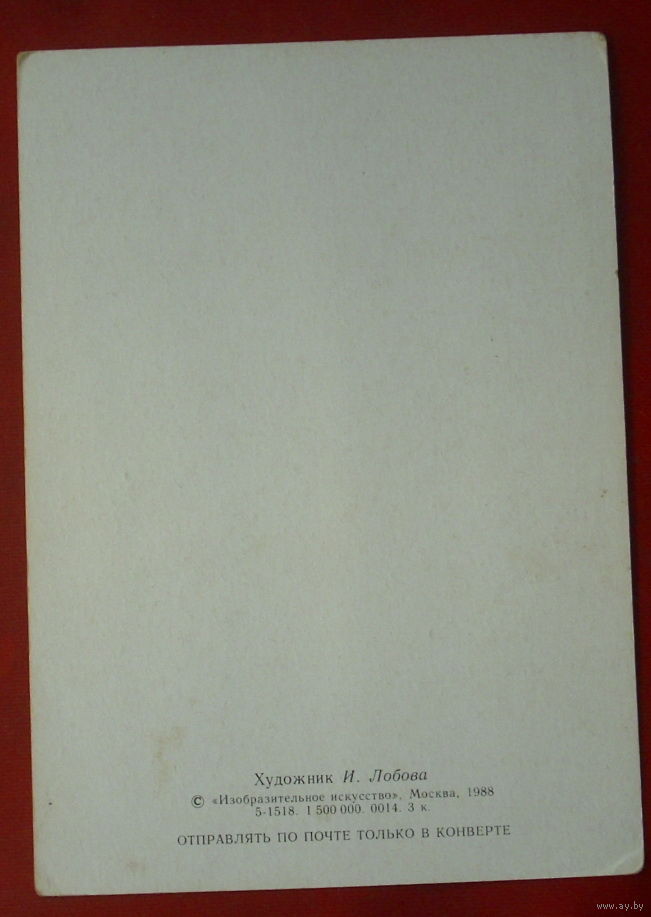 Художник И. Лобова
© «Изобразительное искусство», Москва, 1988
5-1518. 1 500 000. 0014. 3 к.
ОТПРАВЛЯТЬ ПО ПОЧТЕ ТОЛЬКО В КОНВЕРТЕ
www.ay.by